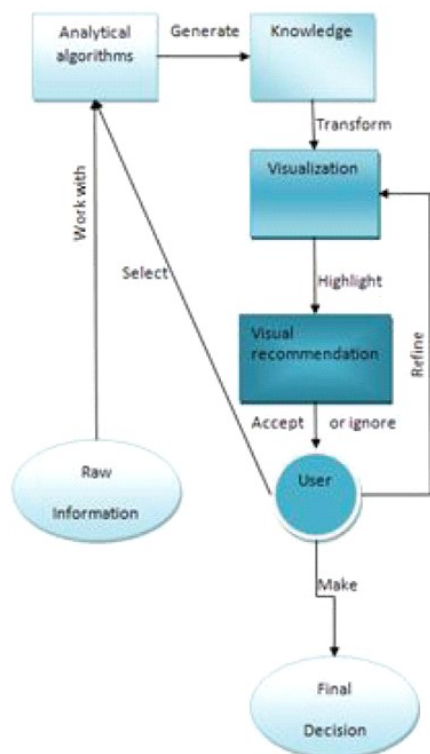 Analytical
algorithms
Generate
Knowledge
Transform
Work with
Visualization
Select
Highlight
Visual
recommendation
Refine
Accept or ignore
Raw
Information
User
Make
Final
Decision